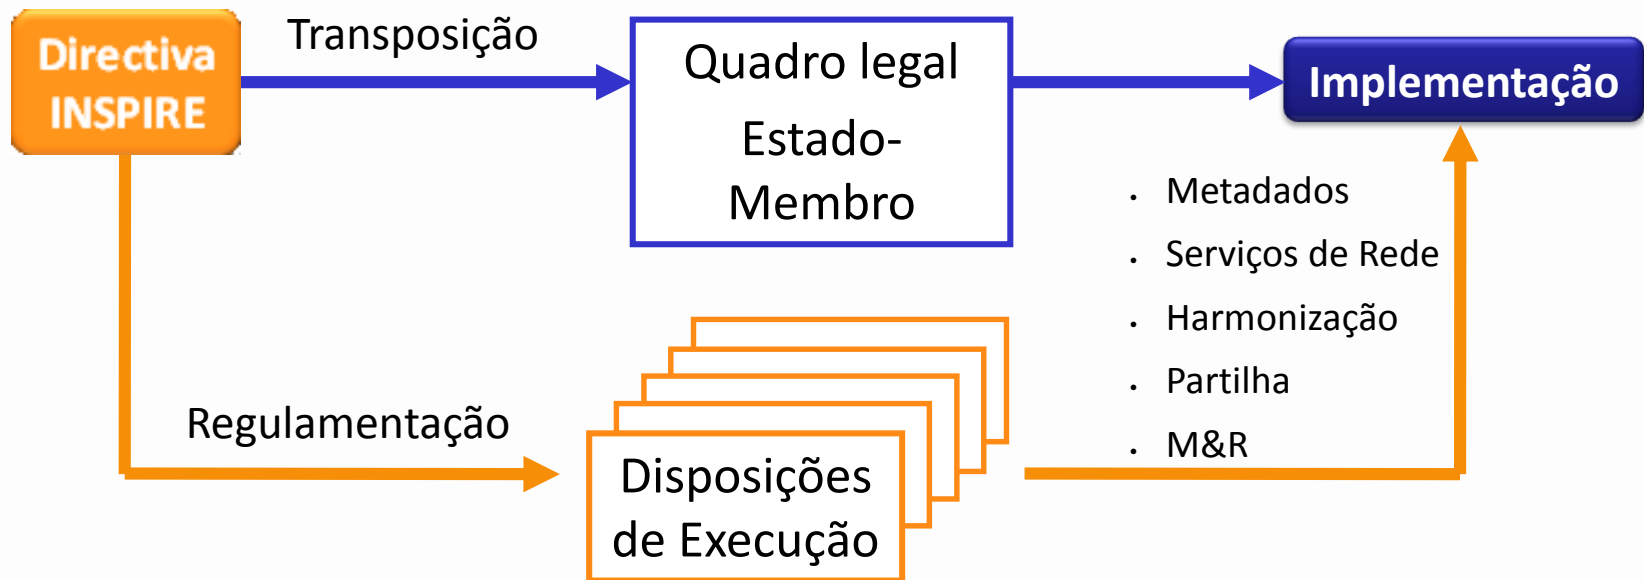 Directiva
INSPIRE
Transposição
Quadro legal
Estado-
Membro
Implementação
• Metadados
• Serviços de Rede
• Harmonização
• Partilha
• M&R
Regulamentação
Disposições
de Execução